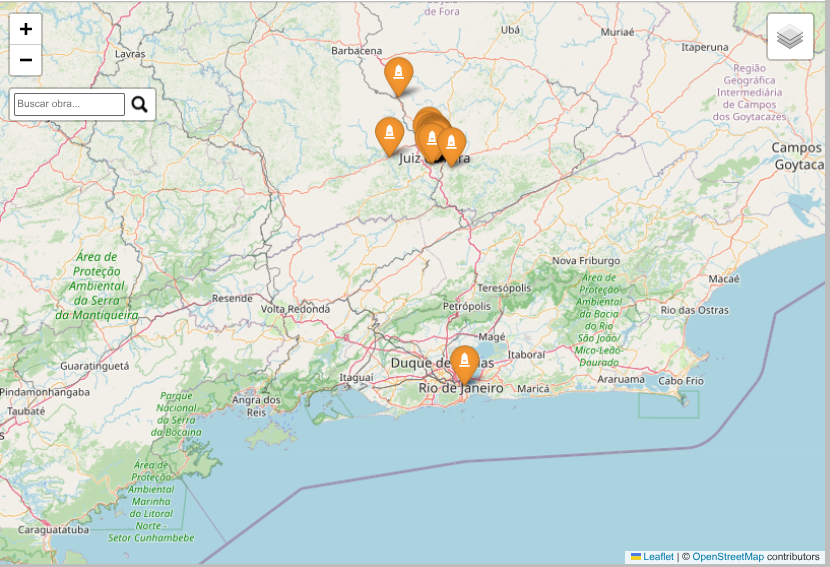 de Fora
Ubá
Muriaé
Barbacena
Lavras
Itaperuna
+
−
Buscar obra...
Região
Geográfica
Intermediária
de Campos
dos Goytacazes
Campos
Goytaca
Juiz
ra
Nova Friburgo
Área de
Proteção
Ambiental
da Serra
da Mantiqueira
Área de
Proteção
Ambiental
da Bacia
do Rio
São João/
Mico-Leão-
Dourado
Macaé
Teresópolis
Resende
Volta Redonda
Petrópolis
Rio das Ostras
Magé
Itaboraí
Duque de
as
Guaratinguetá
Itaguaí
Araruama
Cabo Frio
Rio de Janeiro
Maricá
Pindamonhangaba
Taubaté
Parque
Nacional
da Serra
da Bocaina
Angra dos
Reis
Área de
Proteção
Ambiental
Marinha
do Litoral
Norte -
Setor Cunhambebe
Caraguatatuba
Leaflet | © OpenStreetMap contributors